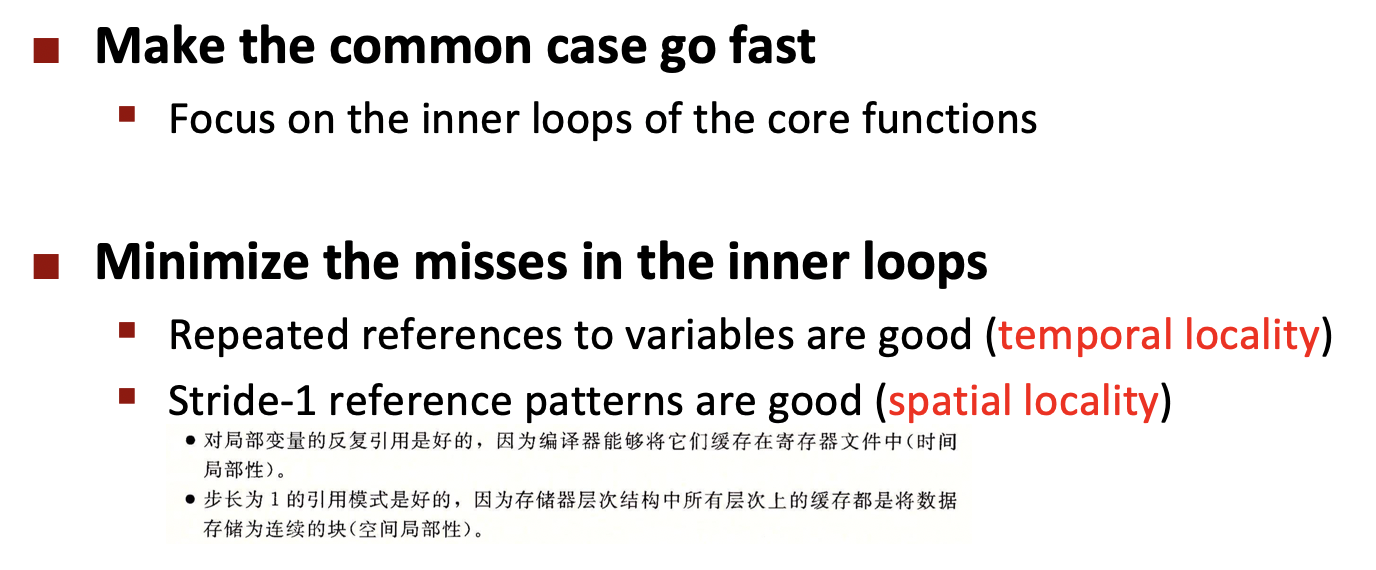 Make the common case go fast
Focus on the inner loops of the core functions
Minimize the misses in the inner loops
Repeated references to variables are good (temporal locality)
Stride-1 reference patterns are good (spatial locality)
● 对局部变量的反复引用是好的，因为编译器能够将它们缓存在寄存器文件中(时间
局部性)。
● 步长为 1 的引用模式是好的，因为存储器层次结构中所有层次上的缓存都是将数据
存储为连续的块(空间局部性)。